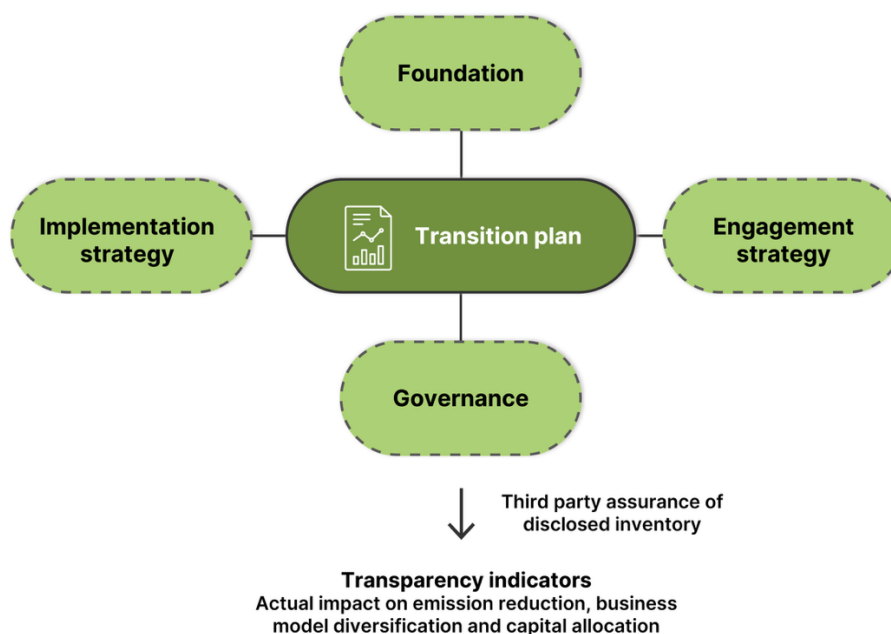 Foundation
Implementation
strategy
Transition plan
Engagement
strategy
Governance
Third party assurance of
disclosed inventory
Transparency indicators
Actual impact on emission reduction, business
model diversification and capital allocation